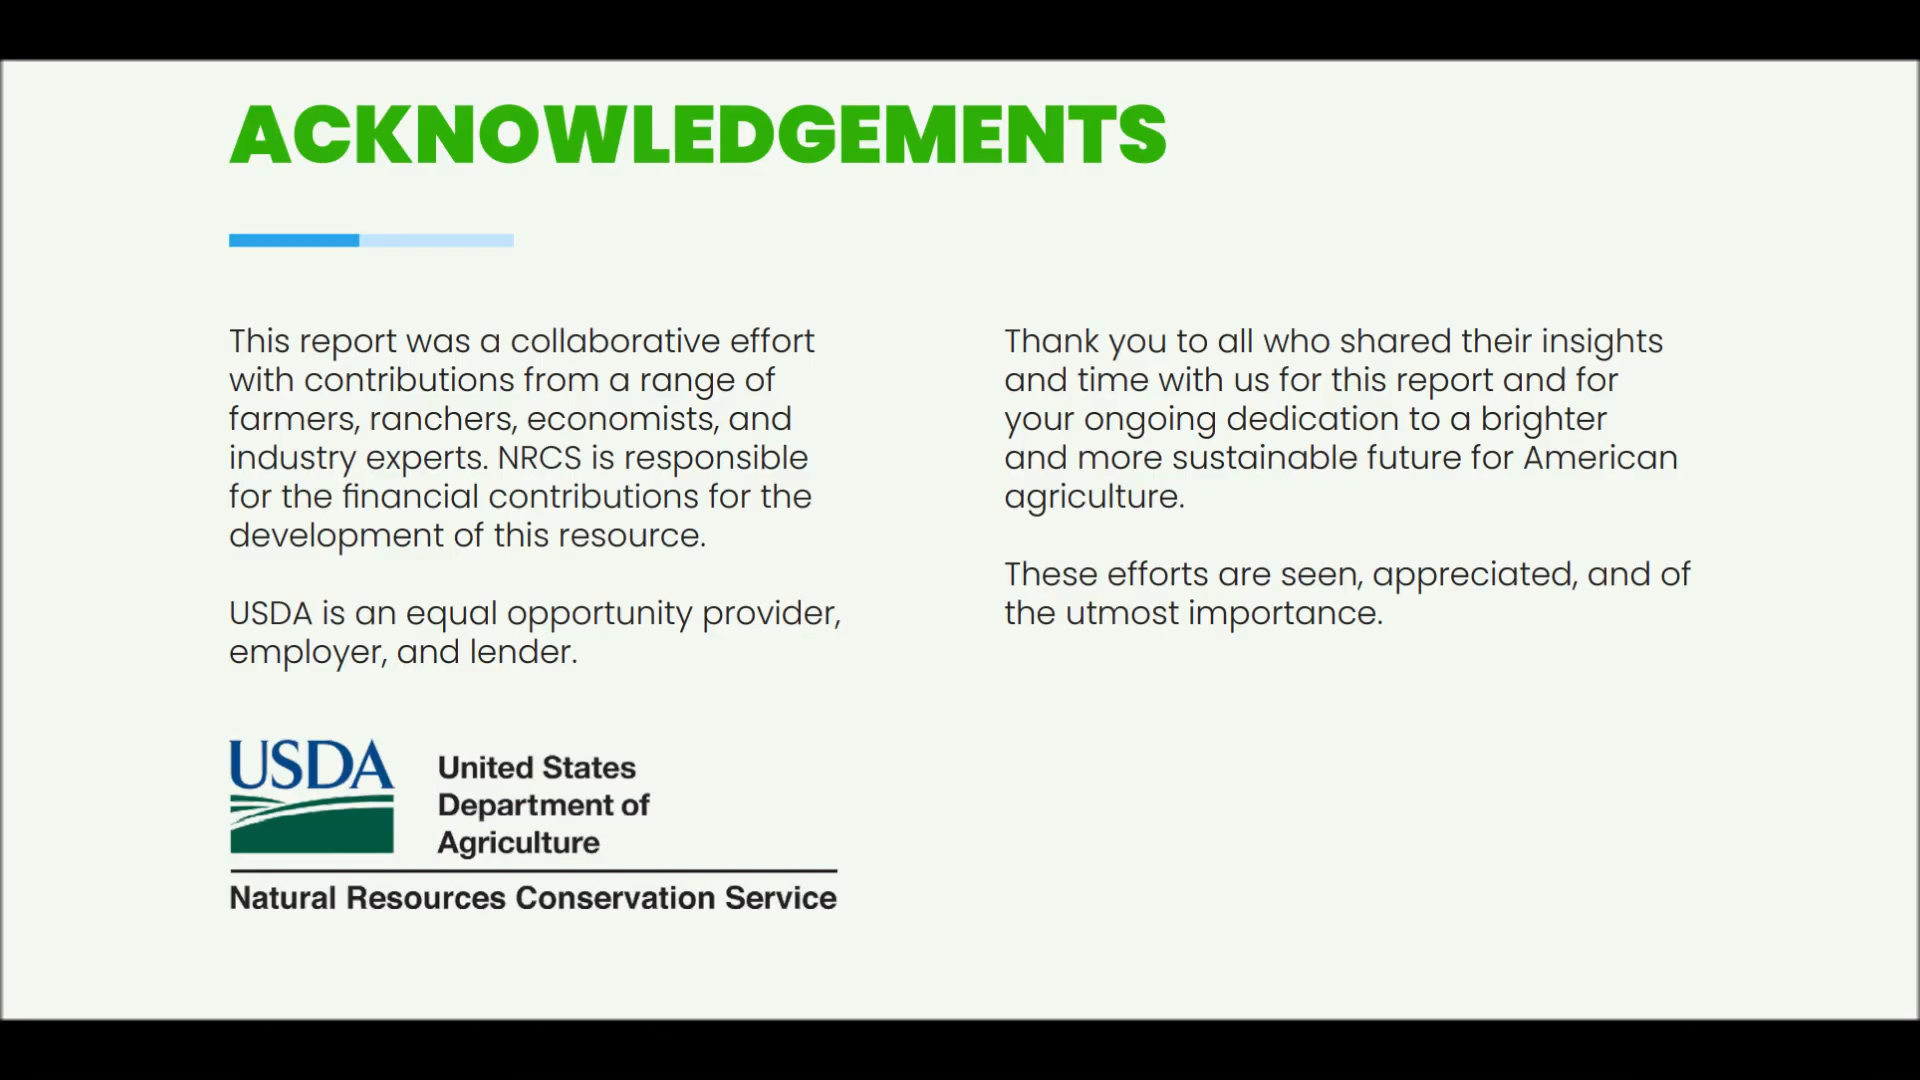 ACKNOWLEDGEMENTS
This report was a collaborative effort
with contributions from a range of
farmers, ranchers, economists, and
industry experts. NRCS is responsible
for the financial contributions for the
development of this resource.
USDA is an equal opportunity provider,
employer, and lender.
Thank you to all who shared their insights
and time with us for this report and for
your ongoing dedication to a brighter
and more sustainable future for American
agriculture.
These efforts are seen, appreciated, and of
the utmost importance.
USDA
United States
Department of
Agriculture
Natural Resources Conservation Service